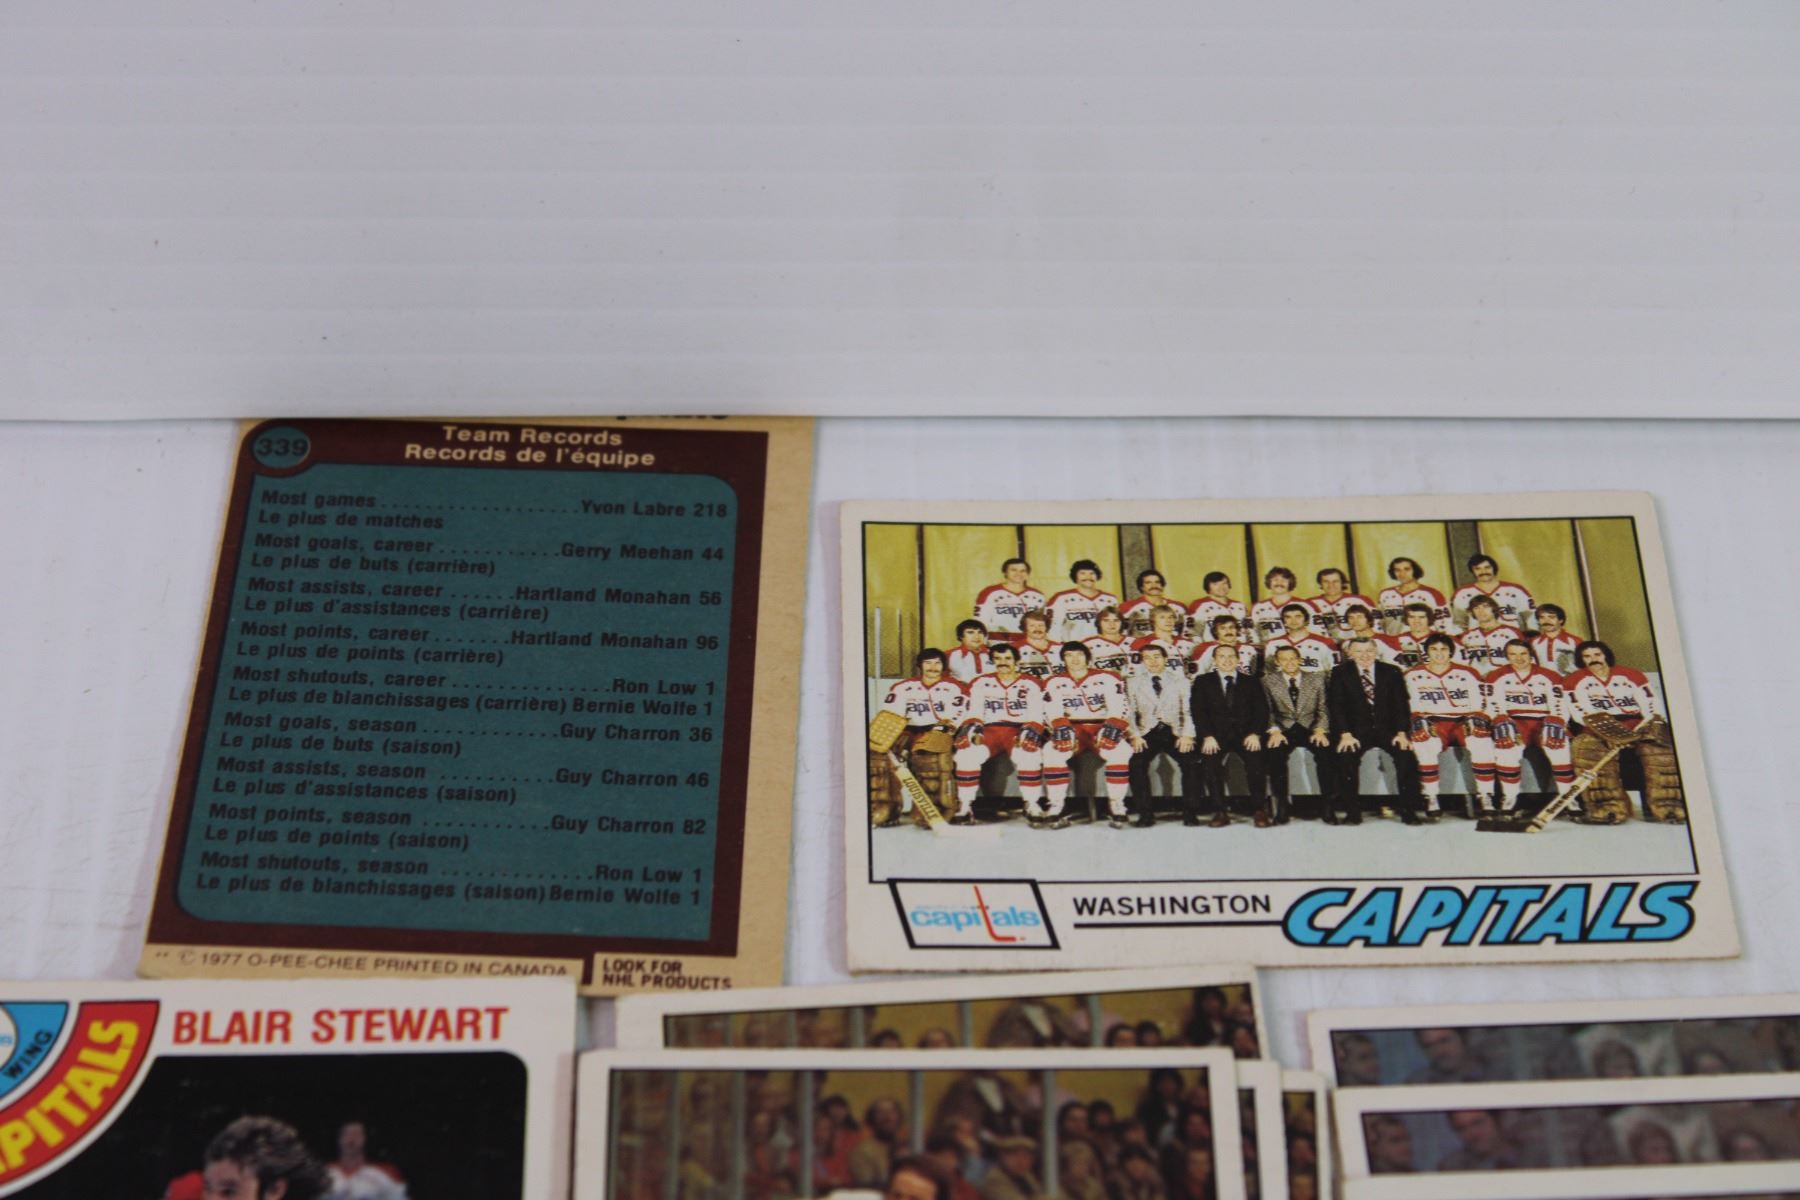 339
Team Records
Records de l'équipe
Most games ................... Yvon Labre 218
Le plus de matches
Most goals, career ........... Gerry Meehan 44
Le plus de buts (carrière)
Most assists, career ...... Hartland Monahan 56
Le plus d'assistances (carrière)
Most points, career ....... Hartland Monahan 96
Le plus de points (carrière)
Most shutouts, career .............. Ron Low 1
Le plus de blanchissages (carrière) Bernie Wolfe 1
Most goals, season ............ Guy Charron 36
Le plus de buts (saison)
Most assists, season .......... Guy Charron 46
Le plus d'assistances (saison)
Most points, season ........... Guy Charron 82
Le plus de points (saison)
Most shutouts, season ............. Ron Low 1
Le plus de blanchissages (saison) Bernie Wolfe 1
** © 1977 O-PEE-CHEE PRINTED IN CANADA
LOOK FOR
NHL PRODUCTS
capitals
WASHINGTON CAPITALS
LOUISVILLE
WING
CAPITALS
BLAIR STEWART